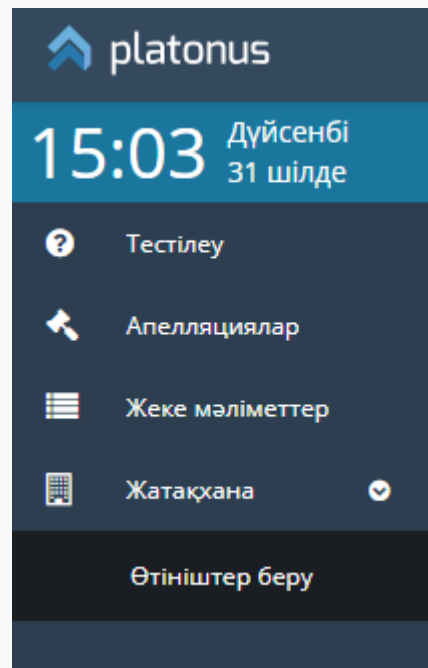 platonus
15:03
Дүйсенбі
31 шілде
Тестілеу
Апелляциялар
Жеке мәліметтер
Жатақхана
Өтініштер беру